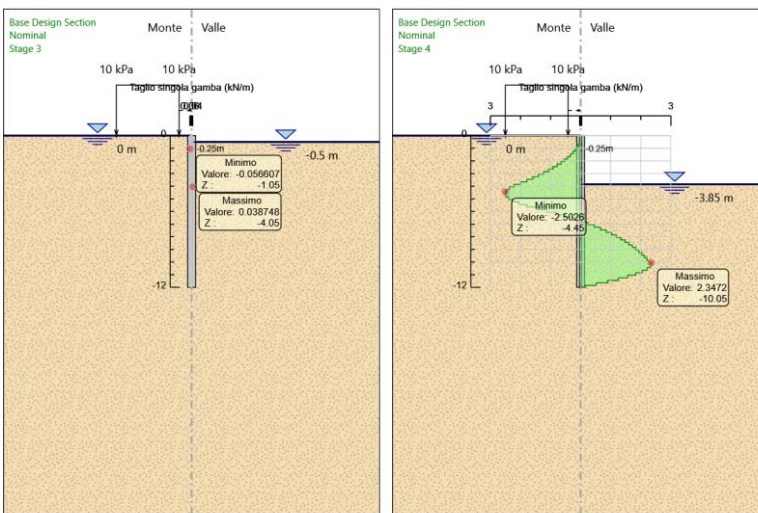 Base Design Section
Nominal
Stage 3
Monte
Valle
10 kPa
10 kPa
Taglio singola gamba (kN/m)
0
0 m
-0.25m
-0.5 m
Minimo
Valore: -0.056607
Z : -1.05
Massimo
Valore: 0.038748
Z : -4.05
-12
Base Design Section
Nominal
Stage 4
Monte
Valle
10 kPa
10 kPa
Taglio singola gamba (kN/m)
3
3
0
0 m
-0.25m
-3.85 m
Minimo
Valore: -2.5026
Z : -4.45
Massimo
Valore: 2.3472
Z : -10.05
-12